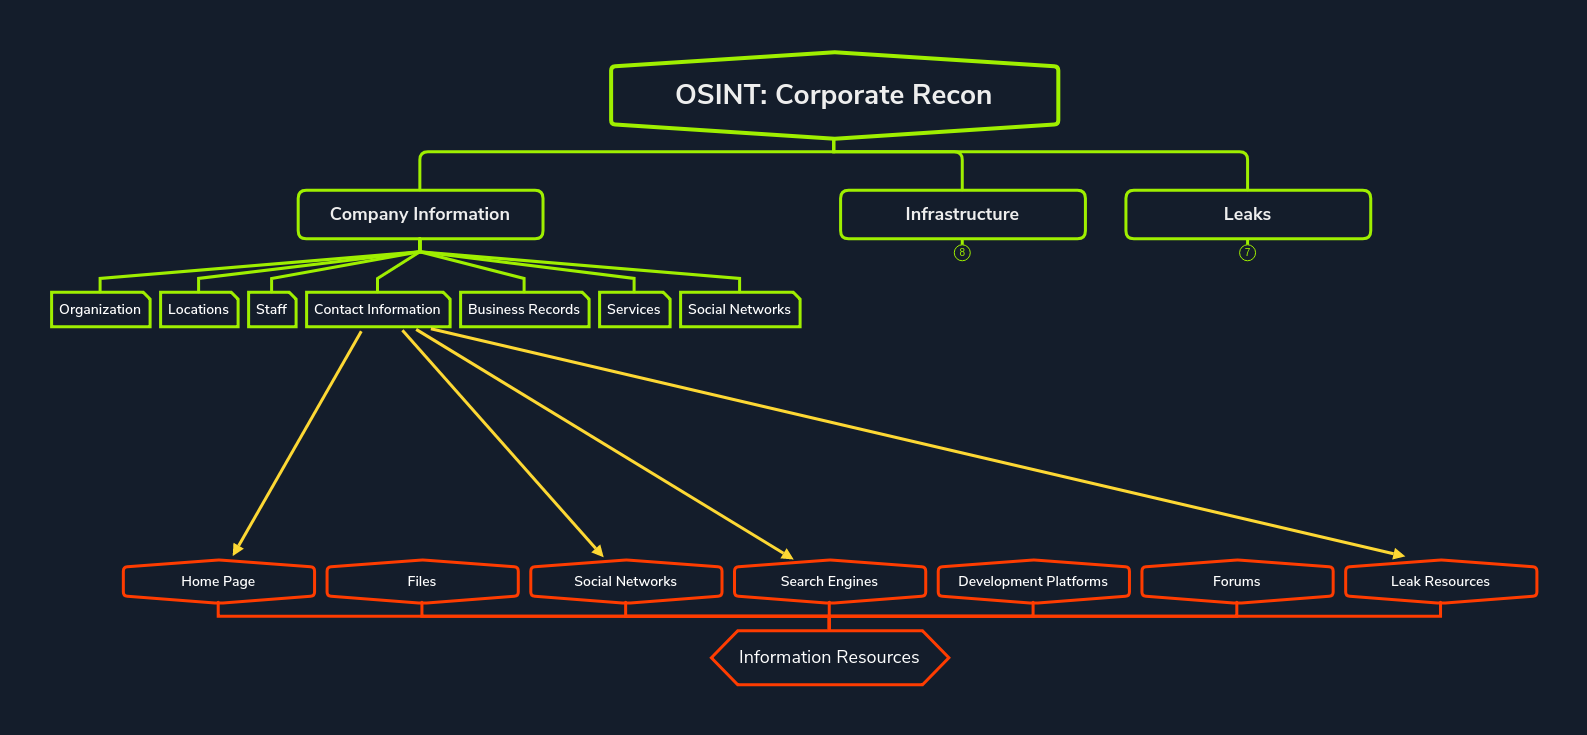 OSINT: Corporate Recon
Company Information
Infrastructure
Leaks
8
7
Organization
Locations
Staff
Contact Information
Business Records
Services
Social Networks
Home Page
Files
Social Networks
Search Engines
Development Platforms
Forums
Leak Resources
Information Resources